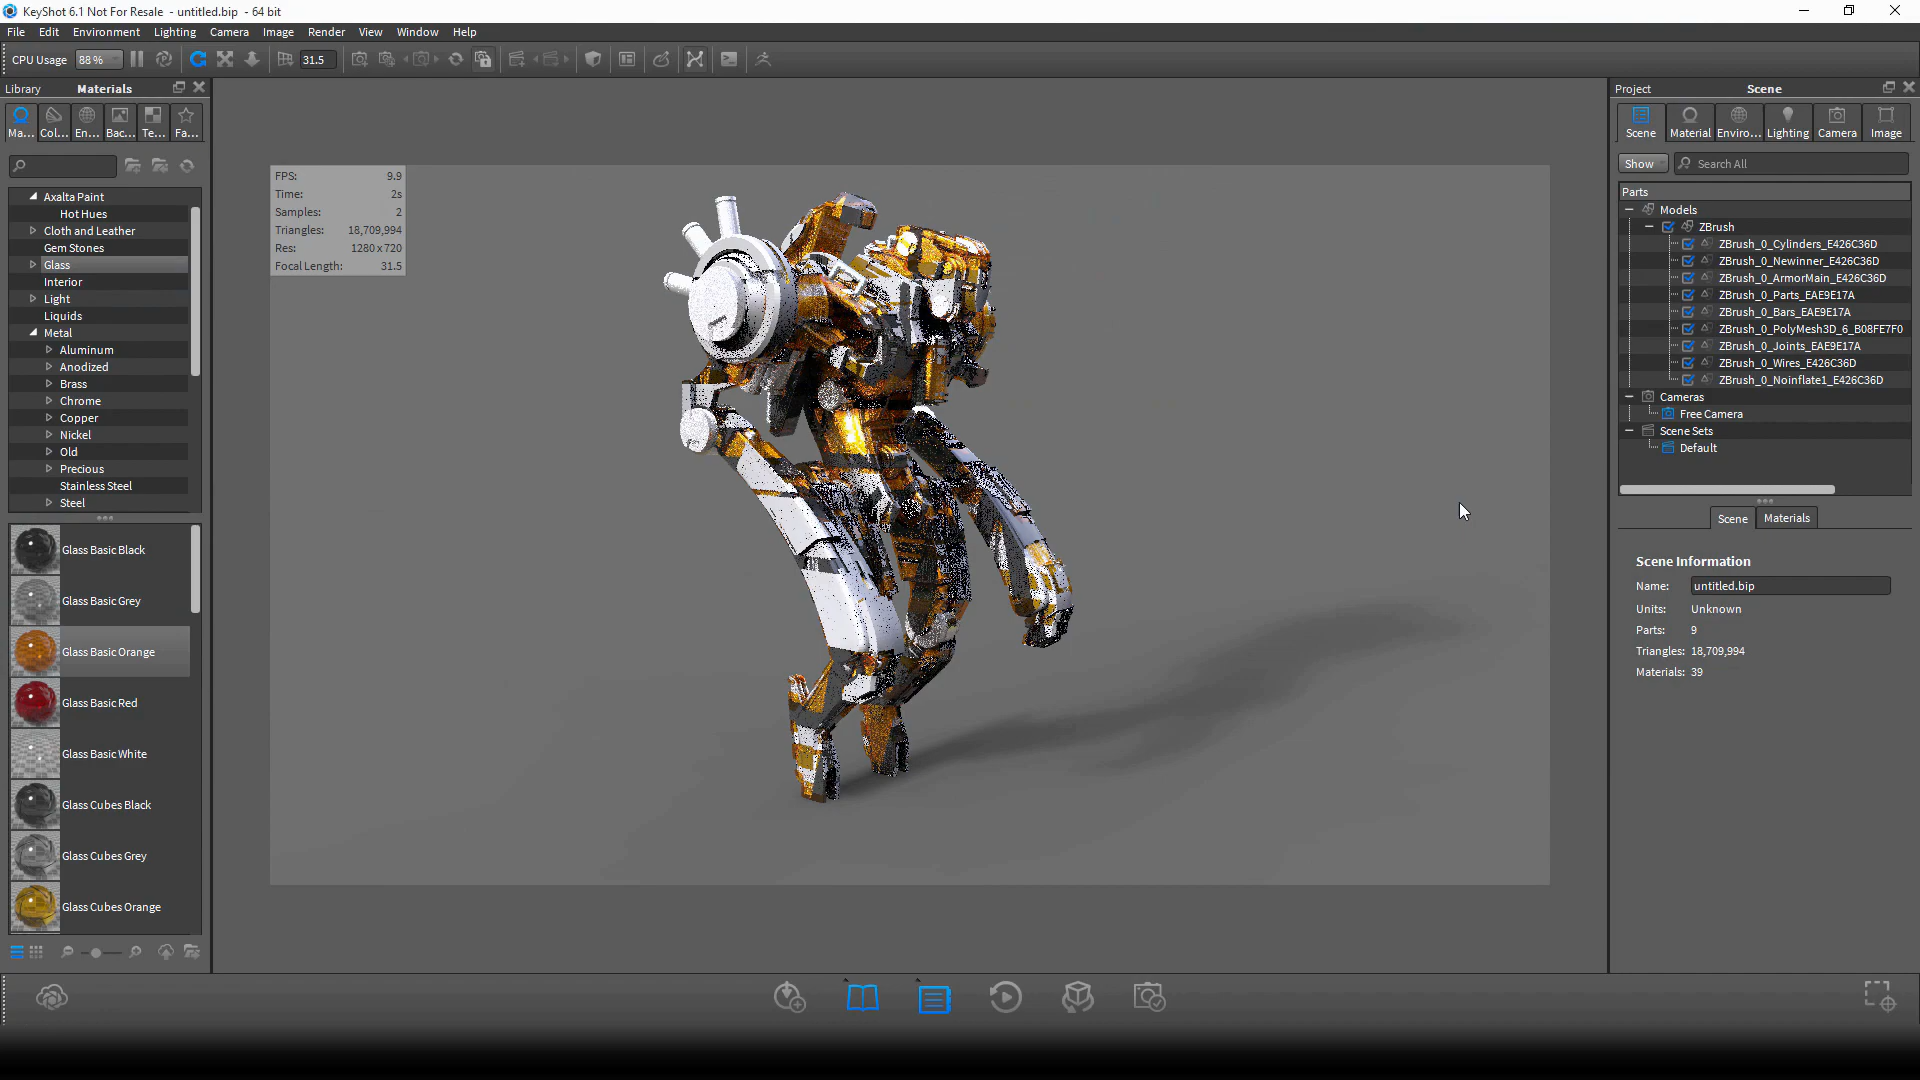 KeyShot 6.1 Not For Resale - untitled.bip - 64 bit
File Edit Environment Lighting Camera Image Render View Window Help
CPU Usage 88 % 31.5
Library Materials
Ma... Col... En... Bac... Te... Fa...
Axalta Paint
Hot Hues
Cloth and Leather
Gem Stones
Glass
Interior
Light
Liquids
Metal
Aluminum
Anodized
Brass
Chrome
Copper
Nickel
Old
Precious
Stainless Steel
Steel
Glass Basic Black
Glass Basic Grey
Glass Basic Orange
Glass Basic Red
Glass Basic White
Glass Cubes Black
Glass Cubes Grey
Glass Cubes Orange
FPS: 9.9
Time: 2s
Samples: 2
Triangles: 18,709,994
Res: 1280 x 720
Focal Length: 31.5
Project Scene
Scene Material Enviro... Lighting Camera Image
Show Search All
Parts
Models
ZBrush
ZBrush_0_Cylinders_E426C36D
ZBrush_0_Newinner_E426C36D
ZBrush_0_ArmorMain_E426C36D
ZBrush_0_Parts_EAE9E17A
ZBrush_0_Bars_EAE9E17A
ZBrush_0_PolyMesh3D_6_B08FE7F0
ZBrush_0_Joints_EAE9E17A
ZBrush_0_Wires_E426C36D
ZBrush_0_Noinflate1_E426C36D
Cameras
Free Camera
Scene Sets
Default
Scene Materials
Scene Information
Name: untitled.bip
Units: Unknown
Parts: 9
Triangles: 18,709,994
Materials: 39